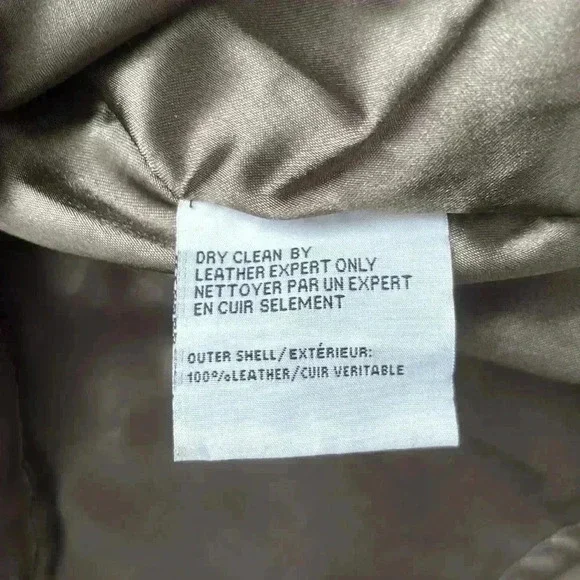 DRY CLEAN BY
LEATHER EXPERT ONLY
NETTOYER PAR UN EXPERT
EN CUIR SELEMENT
OUTER SHELL/EXTÉRIEUR:
100%LEATHER/CUIR VERITABLE